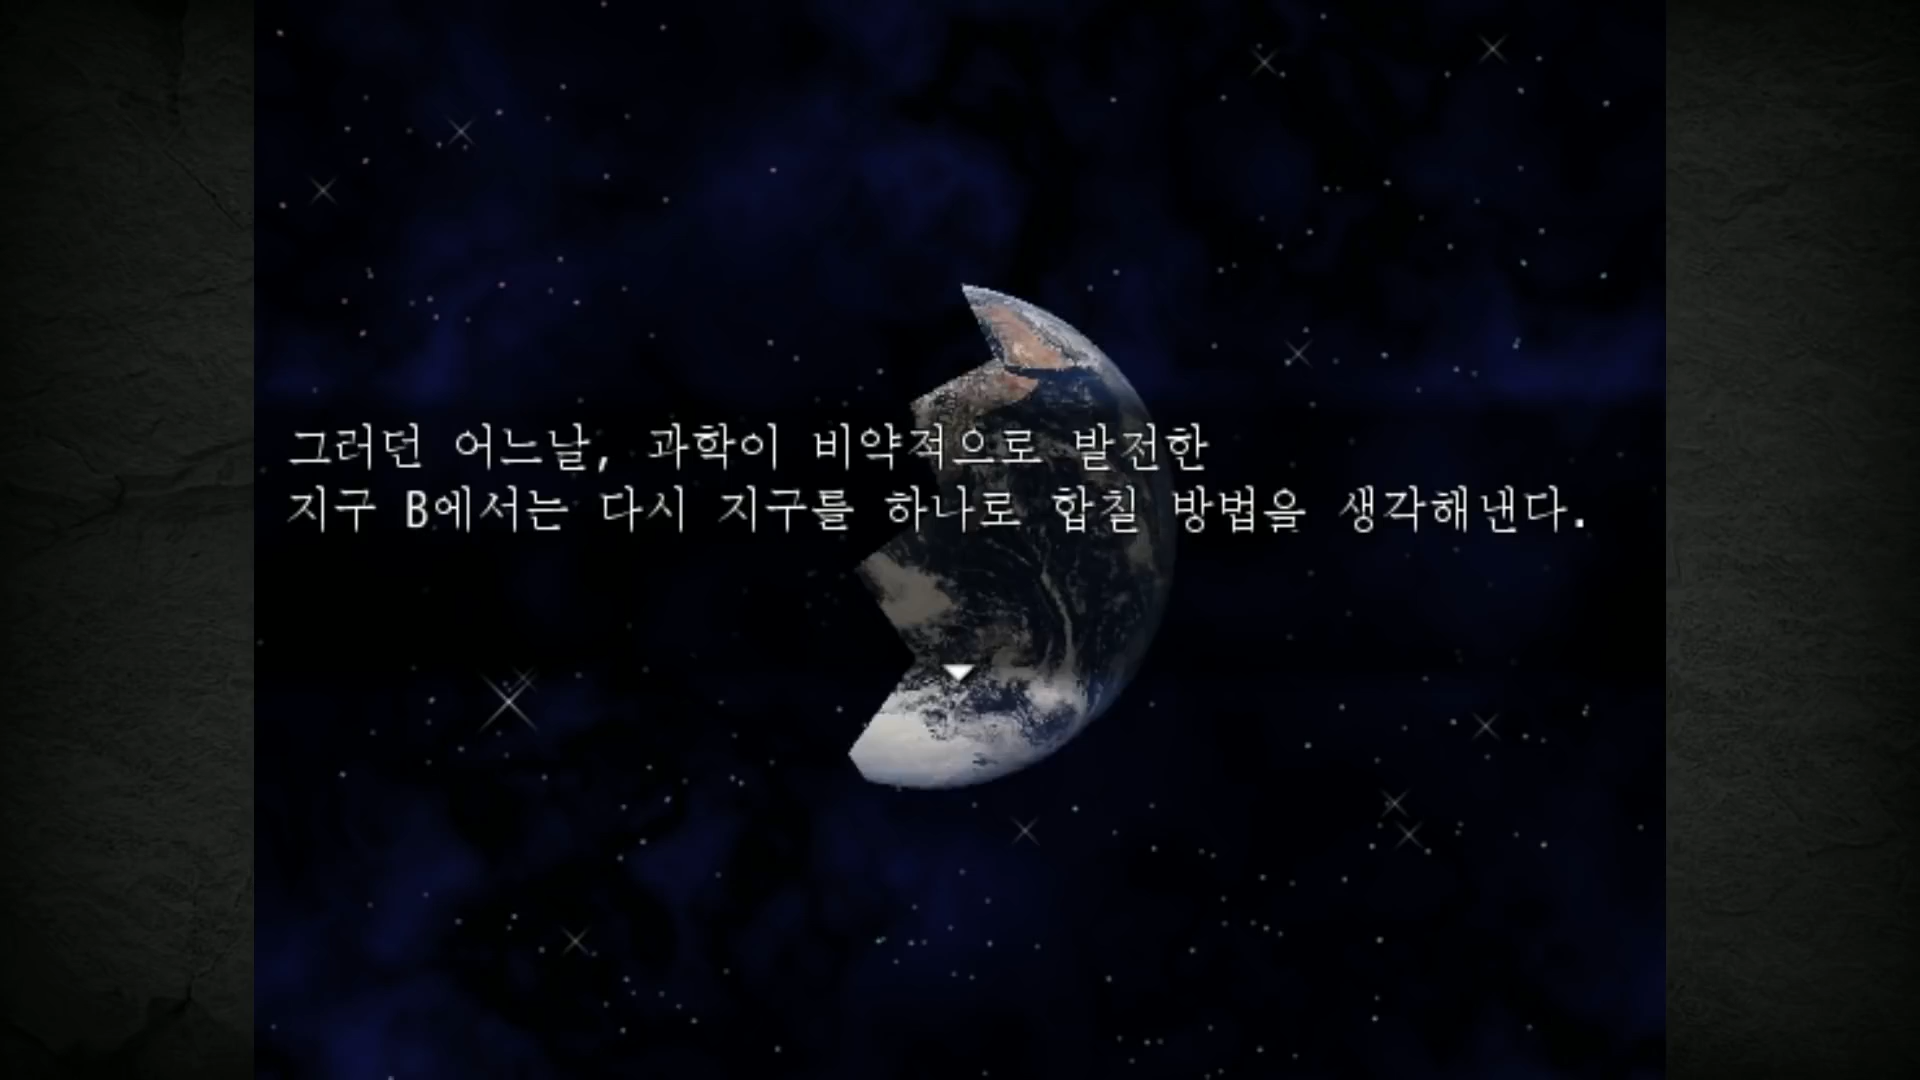 그러던 어느날, 과학이 비약적으로 발전한
지구 B에서는 다시 지구를 하나로 합칠 방법을 생각해낸다.